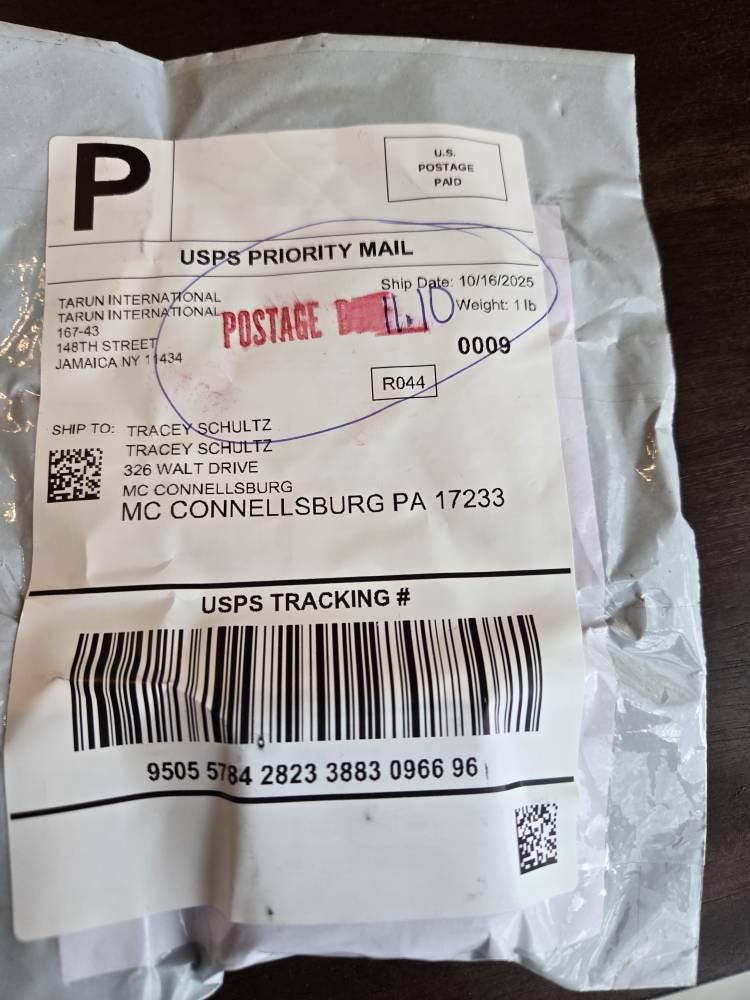 P
U.S.
POSTAGE
PAID
USPS PRIORITY MAIL
TARUN INTERNATIONAL
TARUN INTERNATIONAL
167-43
148TH STREET
JAMAICA NY 11434
Ship Date: 10/16/2025
Weight: 1 lb
POSTAGE
11.10
0009
R044
SHIP TO:
TRACEY SCHULTZ
TRACEY SCHULTZ
326 WALT DRIVE
MC CONNELLSBURG
MC CONNELLSBURG PA 17233
USPS TRACKING #
9505 5784 2823 3883 0966 96